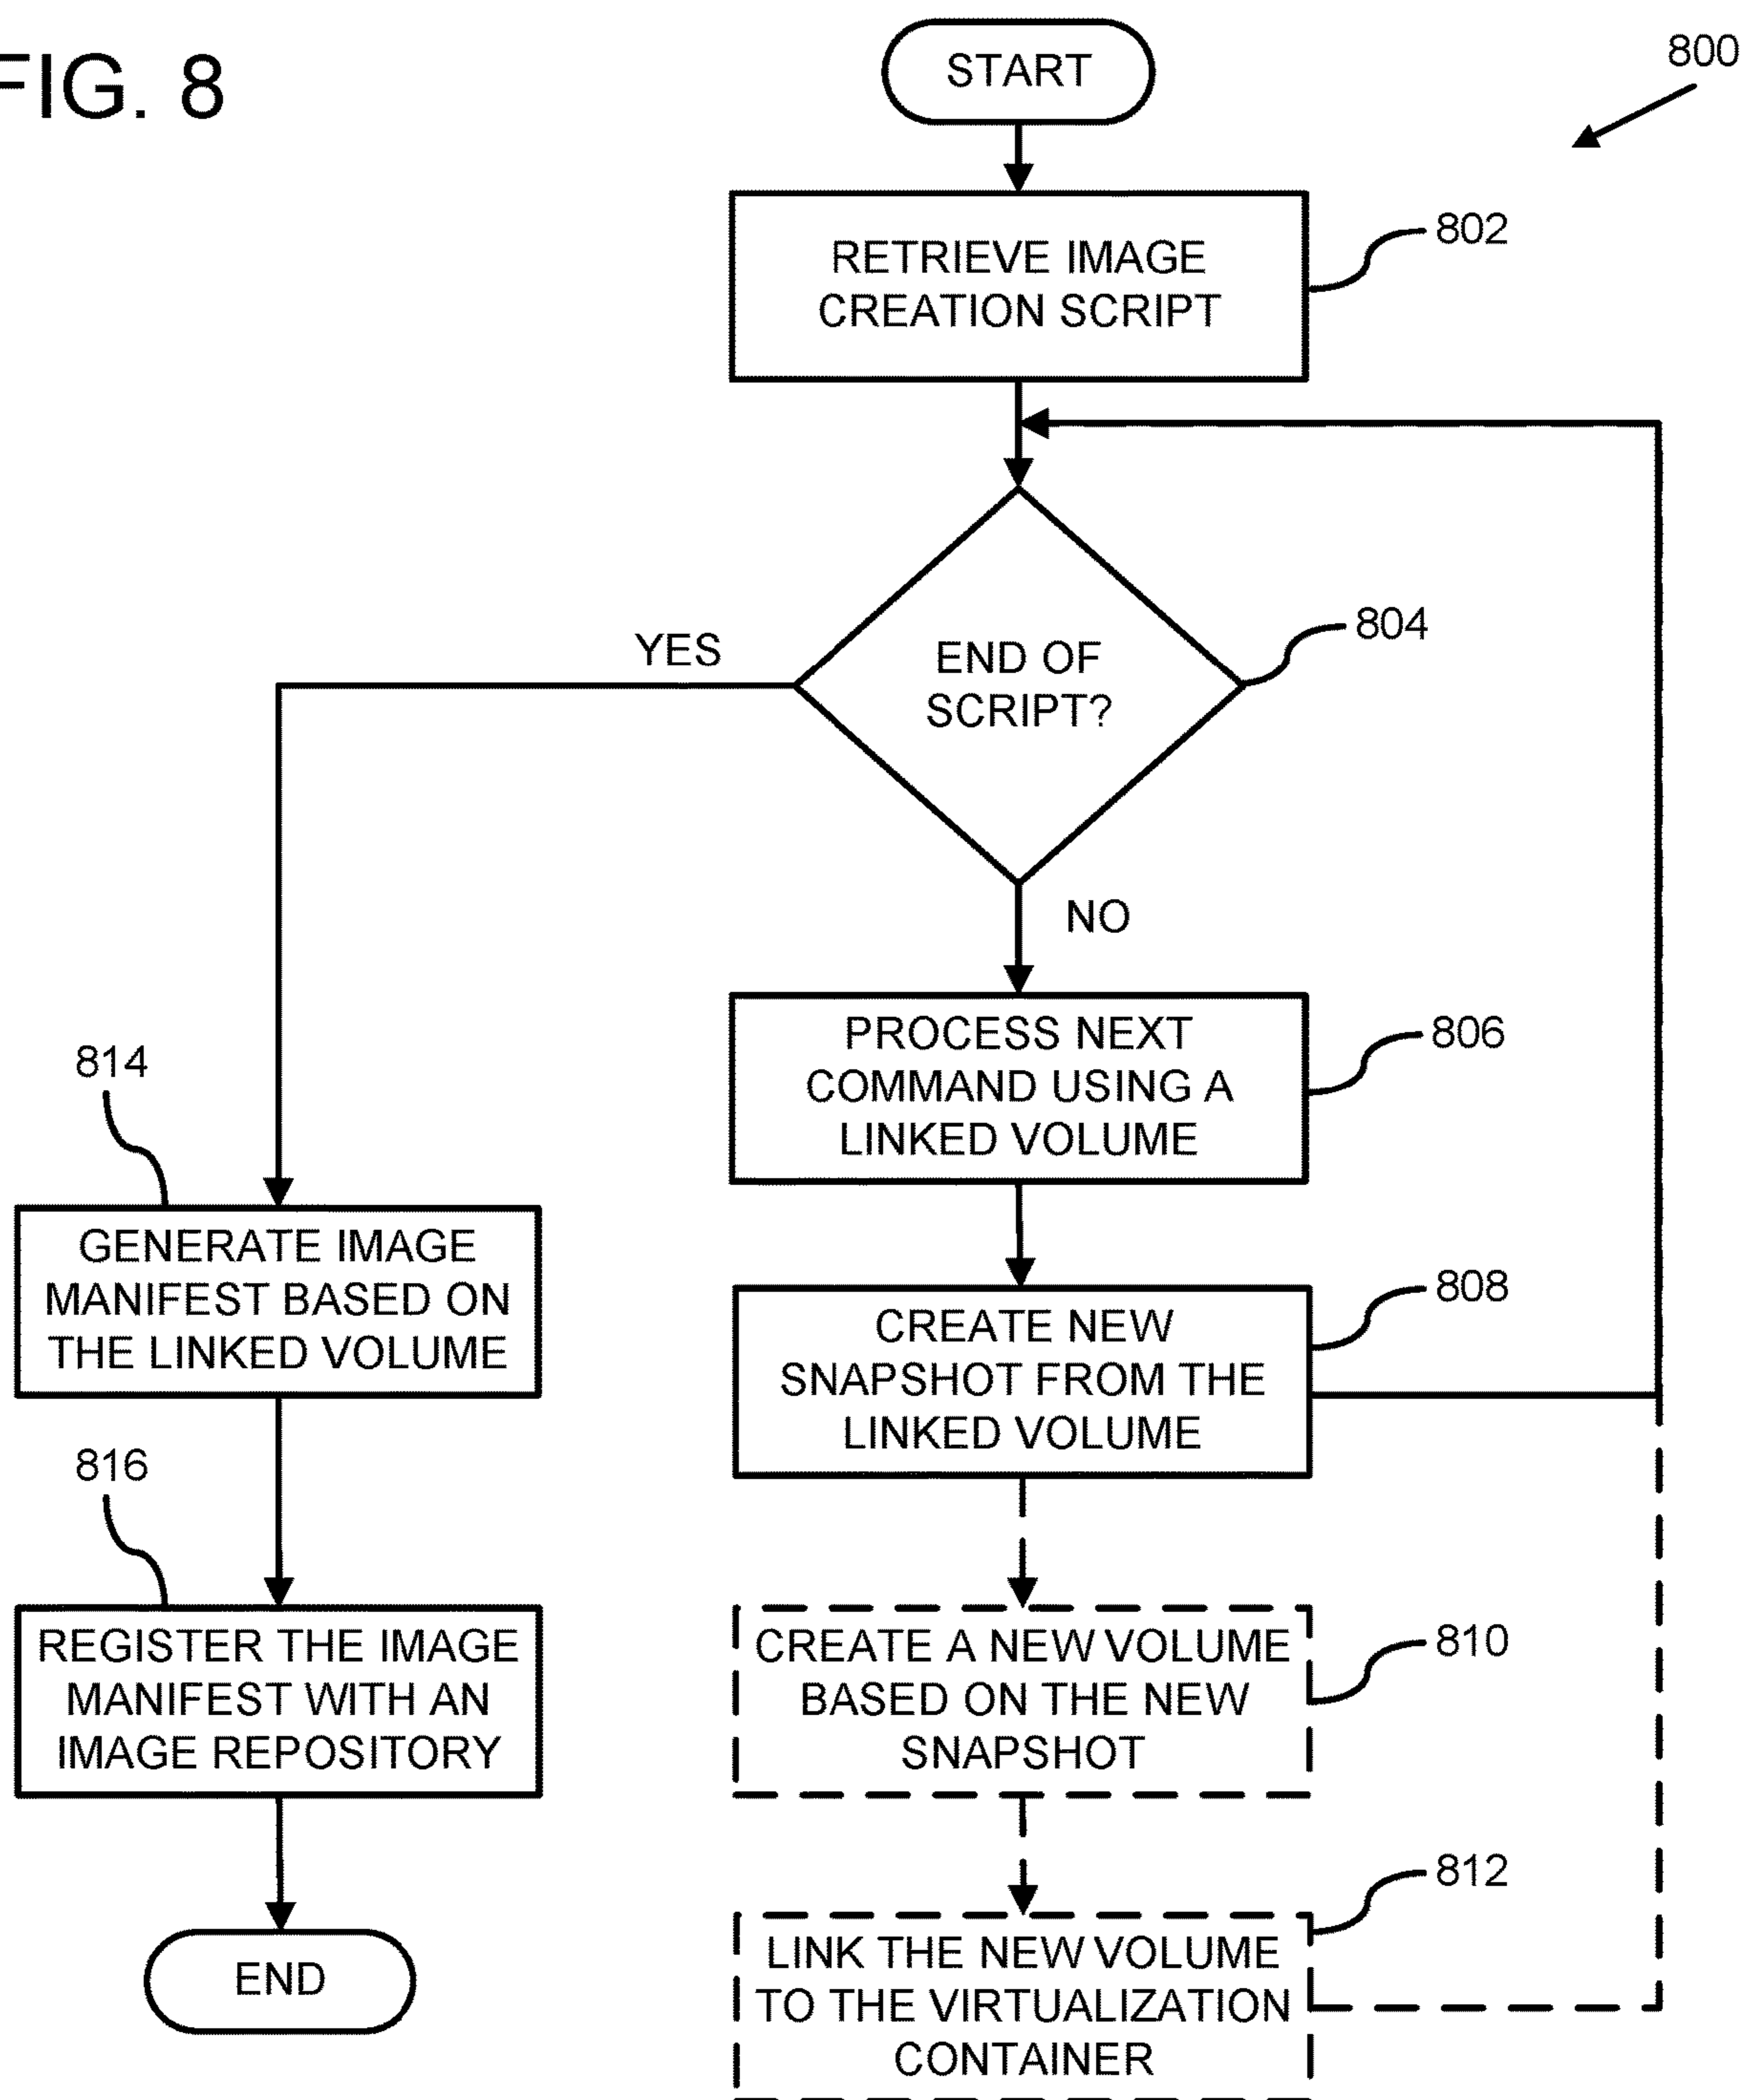 FIG. 8
START
800
RETRIEVE IMAGE
CREATION SCRIPT
802
END OF
SCRIPT?
804
YES
NO
PROCESS NEXT
COMMAND USING A
LINKED VOLUME
806
814
GENERATE IMAGE
MANIFEST BASED ON
THE LINKED VOLUME
CREATE NEW
SNAPSHOT FROM THE
LINKED VOLUME
808
816
REGISTER THE IMAGE
MANIFEST WITH AN
IMAGE REPOSITORY
CREATE A NEW VOLUME
BASED ON THE NEW
SNAPSHOT
810
END
LINK THE NEW VOLUME
TO THE VIRTUALIZATION
CONTAINER
812